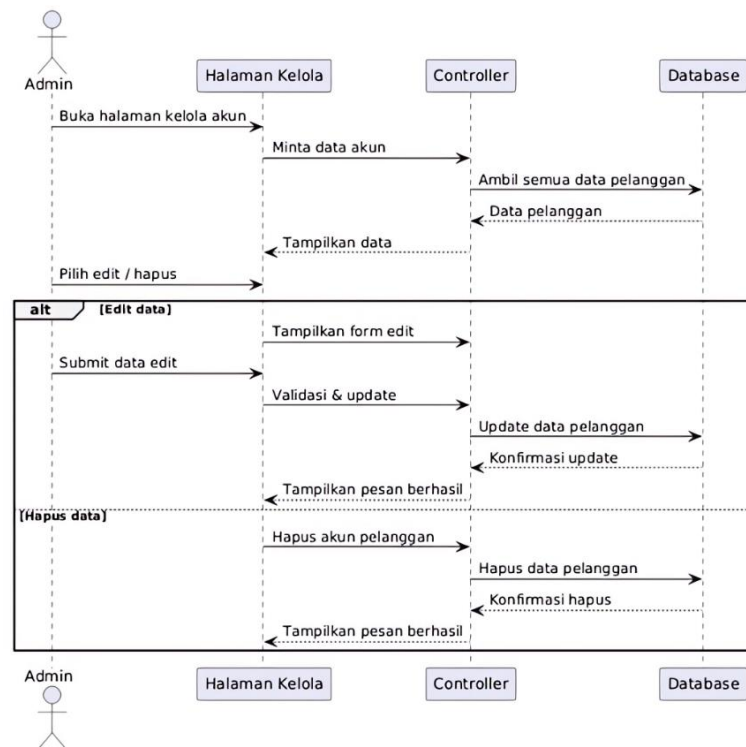 Admin
Halaman Kelola
Controller
Database
Buka halaman kelola akun
Minta data akun
Ambil semua data pelanggan
Data pelanggan
Tampilkan data
Pilih edit / hapus
alt [Edit data]
Tampilkan form edit
Submit data edit
Validasi & update
Update data pelanggan
Konfirmasi update
Tampilkan pesan berhasil
[Hapus data]
Hapus akun pelanggan
Hapus data pelanggan
Konfirmasi hapus
Tampilkan pesan berhasil
Admin
Halaman Kelola
Controller
Database